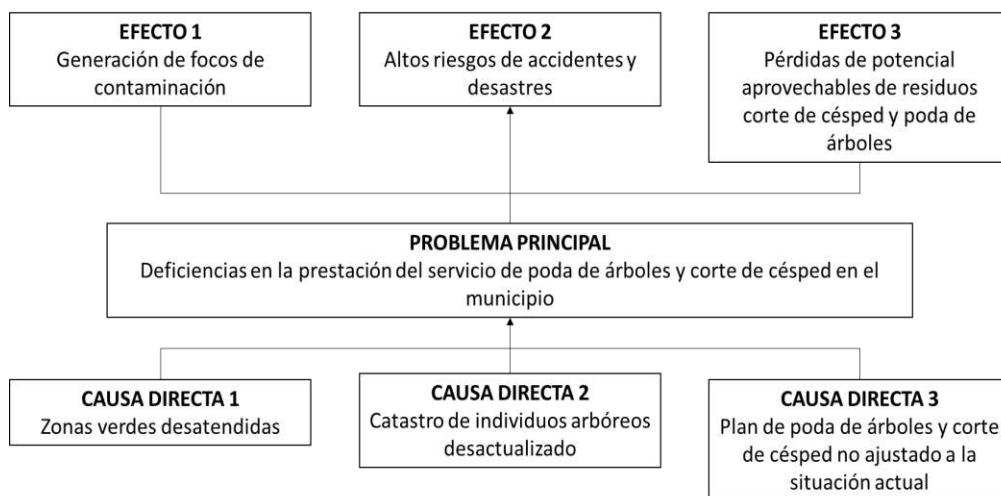 EFECTO 1
Generación de focos de
contaminación
EFECTO 2
Altos riesgos de accidentes y
desastres
EFECTO 3
Pérdidas de potencial
aprovechables de residuos
corte de césped y poda de
árboles
PROBLEMA PRINCIPAL
Deficiencias en la prestación del servicio de poda de árboles y corte de césped en el
municipio
CAUSA DIRECTA 1
Zonas verdes desatendidas
CAUSA DIRECTA 2
Catastro de individuos arbóreos
desactualizado
CAUSA DIRECTA 3
Plan de poda de árboles y corte
de césped no ajustado a la
situación actual